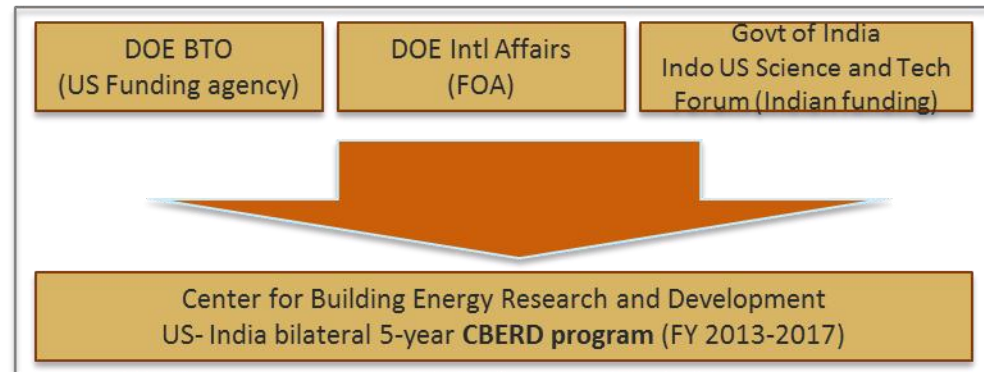 DOE BTO
(US Funding agency)
DOE Intl Affairs
(FOA)
Govt of India
Indo US Science and Tech
Forum (Indian funding)
Center for Building Energy Research and Development
US- India bilateral 5-year CBERD program (FY 2013-2017)